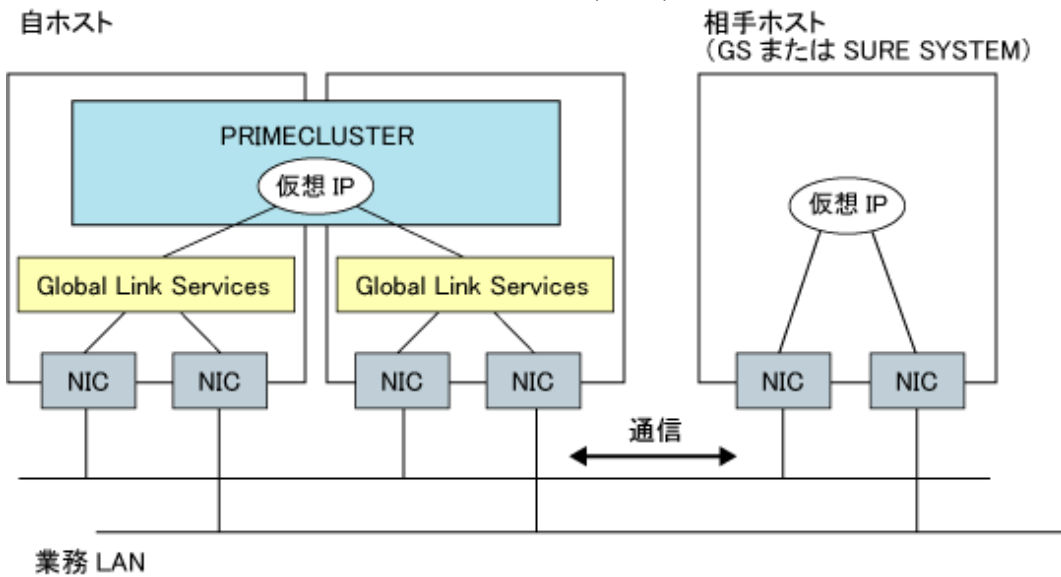 自ホスト
相手ホスト
（GS または SURE SYSTEM）
PRIMECLUSTER
仮想 IP
仮想 IP
Global Link Services
Global Link Services
NIC
NIC
NIC
NIC
NIC
NIC
通信
業務 LAN